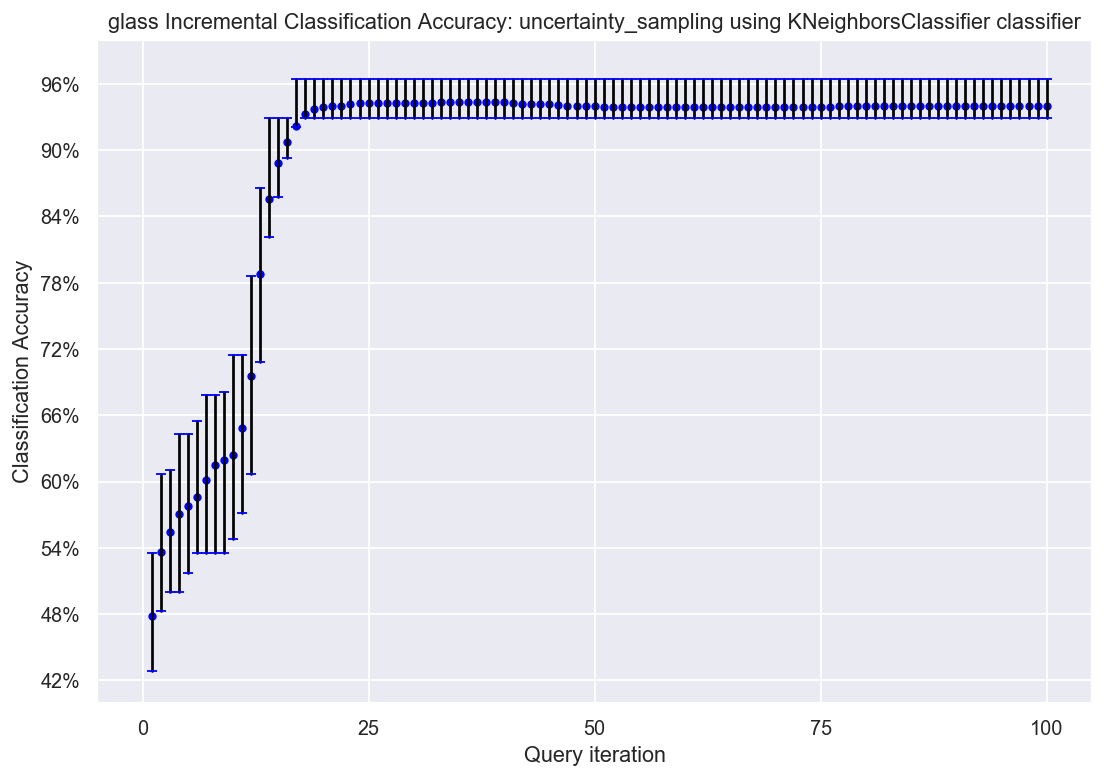 glass Incremental Classification Accuracy: uncertainty_sampling using KNeighborsClassifier classifier
96%
90%
84%
78%
72%
66%
60%
54%
48%
42%
Classification Accuracy
0 25 50 75 100
Query iteration